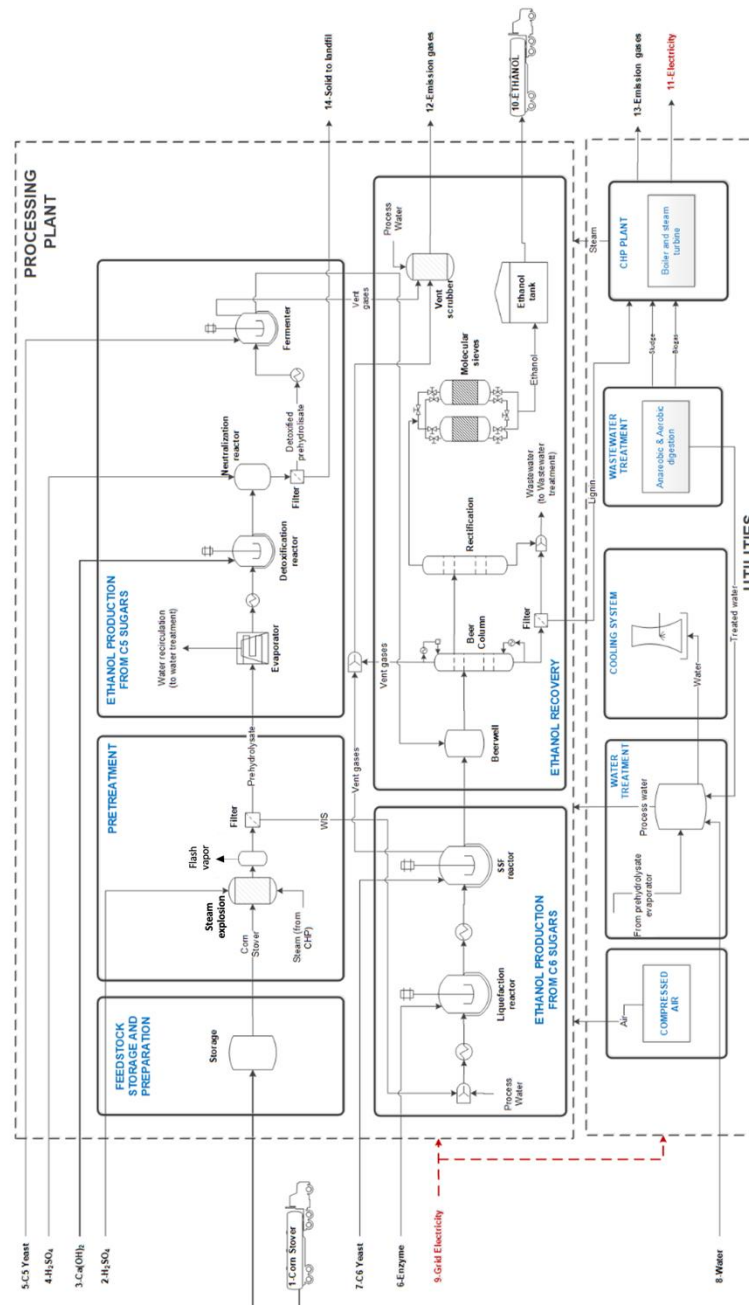 PROCESSING
PLANT
5-C5 Yeast
4-H₂SO₄
3-Ca(OH)₂
2-H₂SO₄
1-Corn Stover
7-C6 Yeast
6-Enzyme
9-Grid Electricity
8-Water
FEEDSTOCK
STORAGE AND
PREPARATION
Storage
PRETREATMENT
Corn
Stover
Steam
explosion
Steam (from
CHP)
Flash
vapor
Filter
Prehydrolysate
WIS
ETHANOL PRODUCTION
FROM C5 SUGARS
Water recirculation
(to water treatment)
Evaporator
Detoxification
reactor
Neutralization
reactor
Filter
Detoxified
prehydrolisate
Fermenter
14-Solid to landfil
Vent
gases
ETHANOL PRODUCTION
FROM C6 SUGARS
Process
Water
Liquefaction
reactor
SSF
reactor
Vent gases
ETHANOL RECOVERY
Beerwell
Vent gases
Beer
Column
Filter
Rectification
Wastewater
(to Wastewater
treatment)
Molecular
sieves
Ethanol
Ethanol
tank
Process
Water
Vent
scrubber
12-Emission gases
10-ETHANOL
UTILITIES
COMPRESSED
AIR
Air
WATER
TREATMENT
From prehydrolysate
evaporator
Process water
COOLING SYSTEM
Water
Treated water
WASTEWATER
TREATMENT
Anareobic & Aerobic
digestion
Lignin
Sludge
Biogas
CHP PLANT
Boiler and steam
turbine
Steam
13-Emission gases
11-Electricity